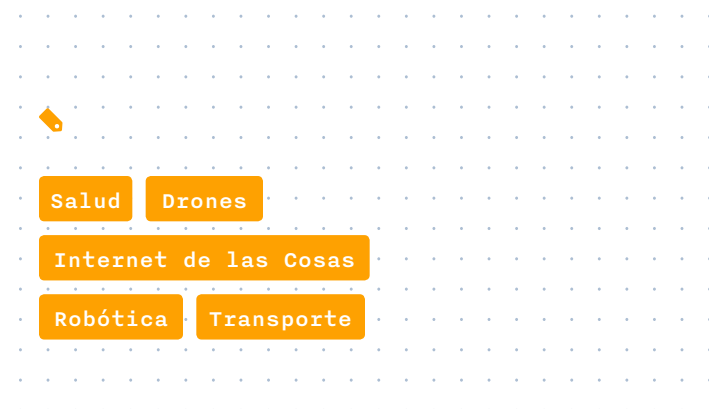 Salud Drones
Internet de las Cosas
Robótica Transporte